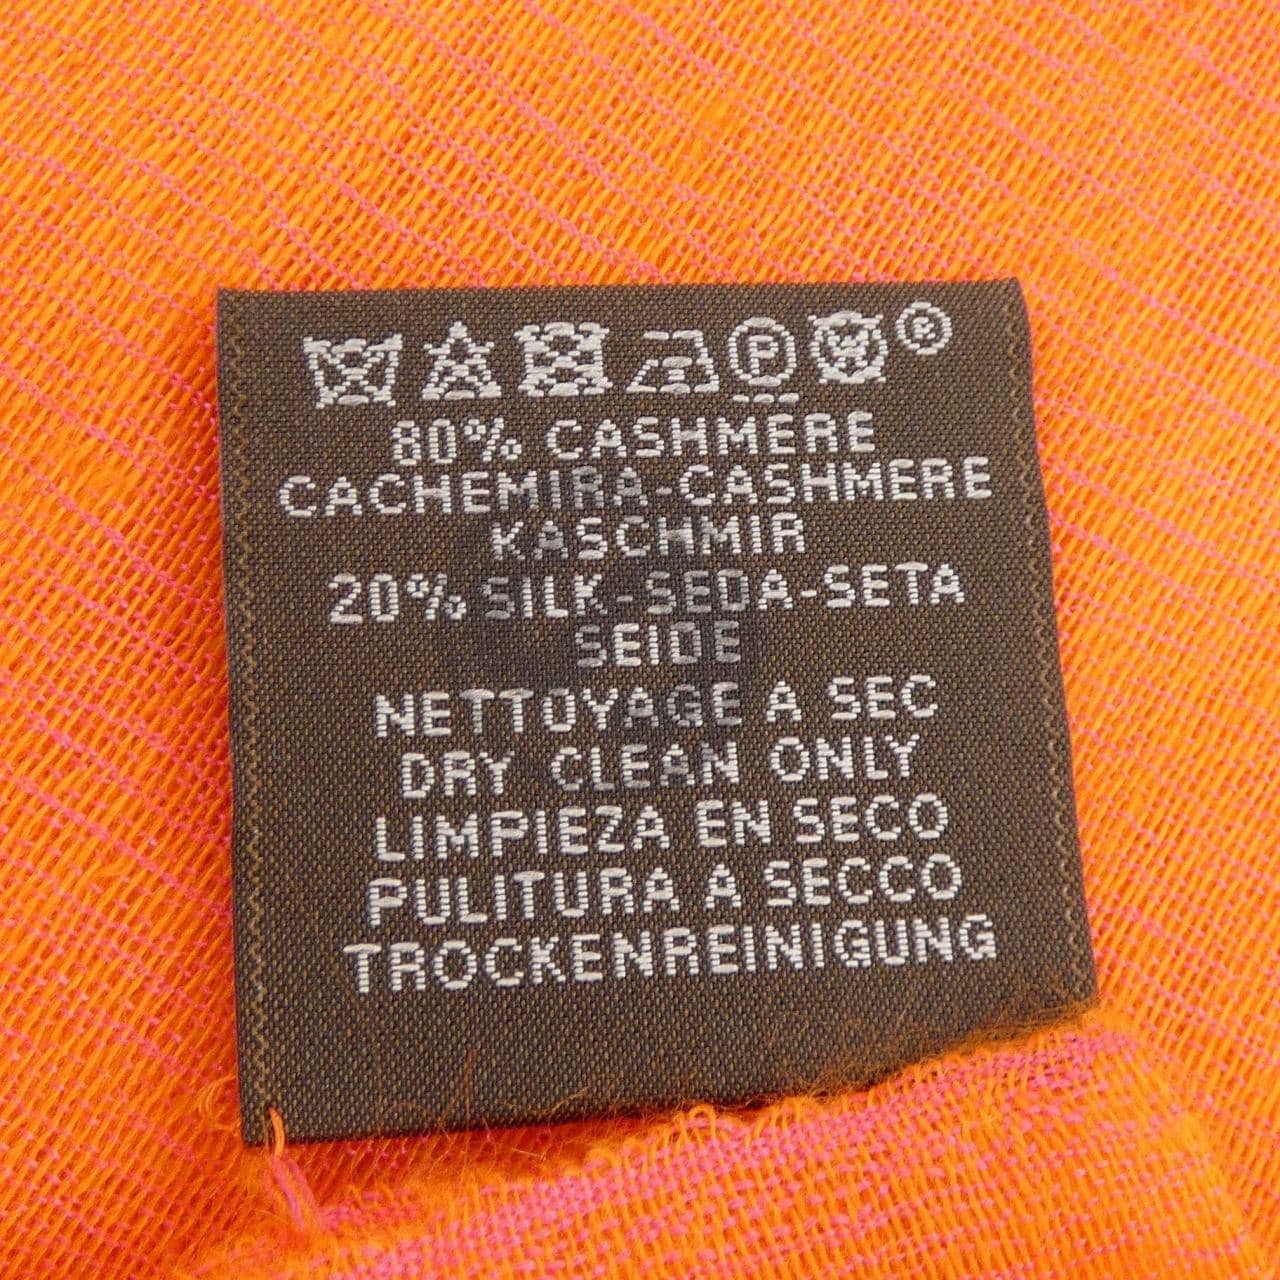 P W ®
80% CASHMERE
CACHEMIRA-CASHMERE
KASCHMIR
20% SILK-SEDA-SETA
SEIDE
NETTOYAGE A SEC
DRY CLEAN ONLY
LIMPIEZA EN SECO
PULITURA A SECCO
TROCKENREINIGUNG